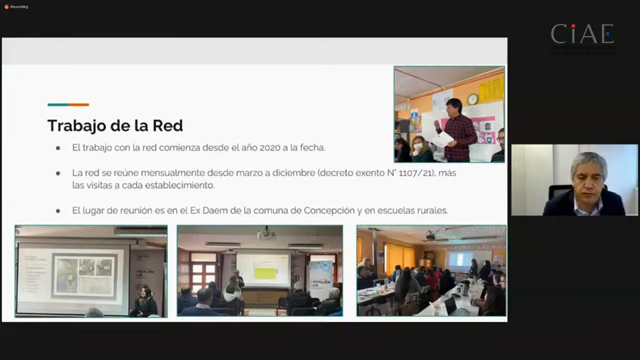 Recording
CiAE
Trabajo de la Red
El trabajo con la red comienza desde el año 2020 a la fecha.
La red se reúne mensualmente desde marzo a diciembre (decreto exento N° 1107/21), más
las visitas a cada establecimiento.
El lugar de reunión es en el Ex Daem de la comuna de Concepción y en escuelas rurales.